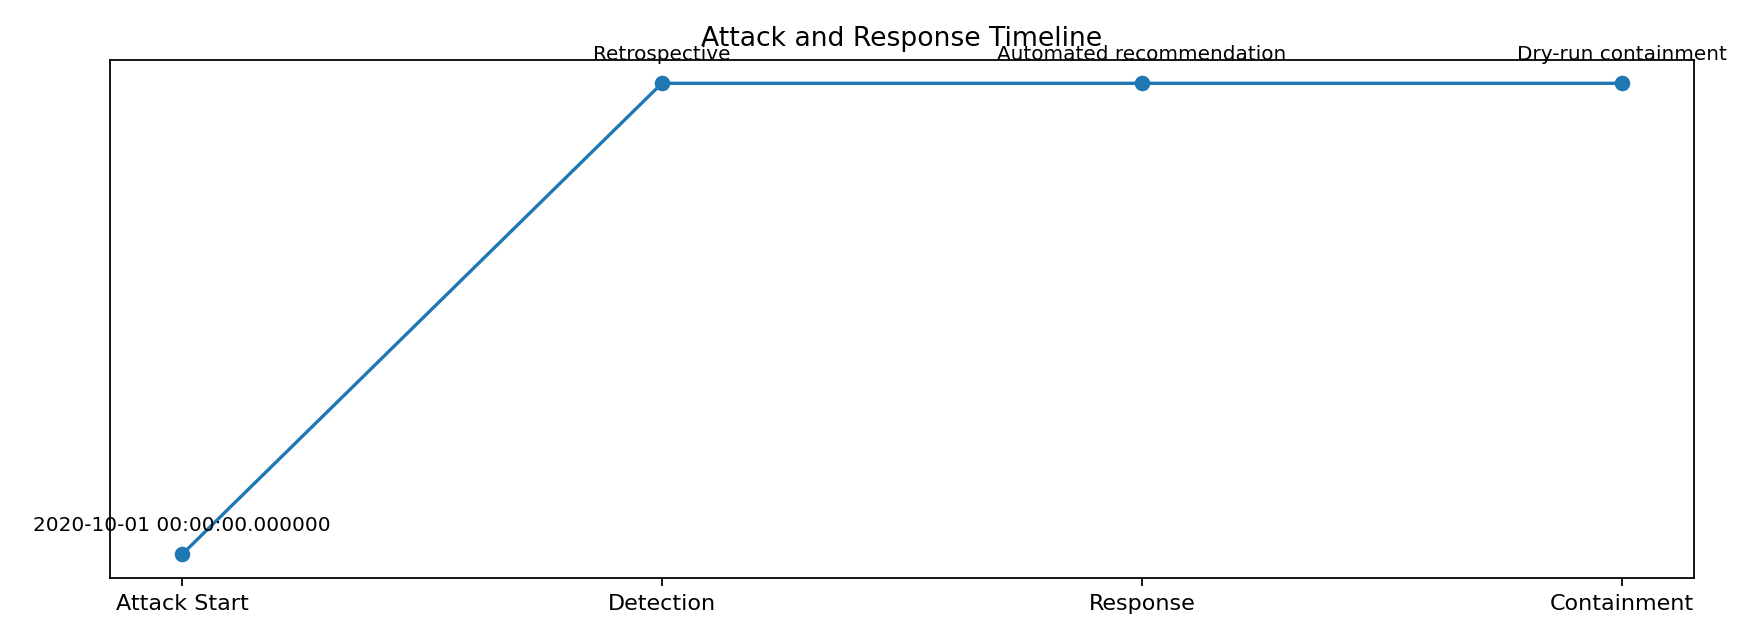 Attack and Response Timeline
Retrospective
Automated recommendation
Dry-run containment
2020-10-01 00:00:00.000000
Attack Start
Detection
Response
Containment